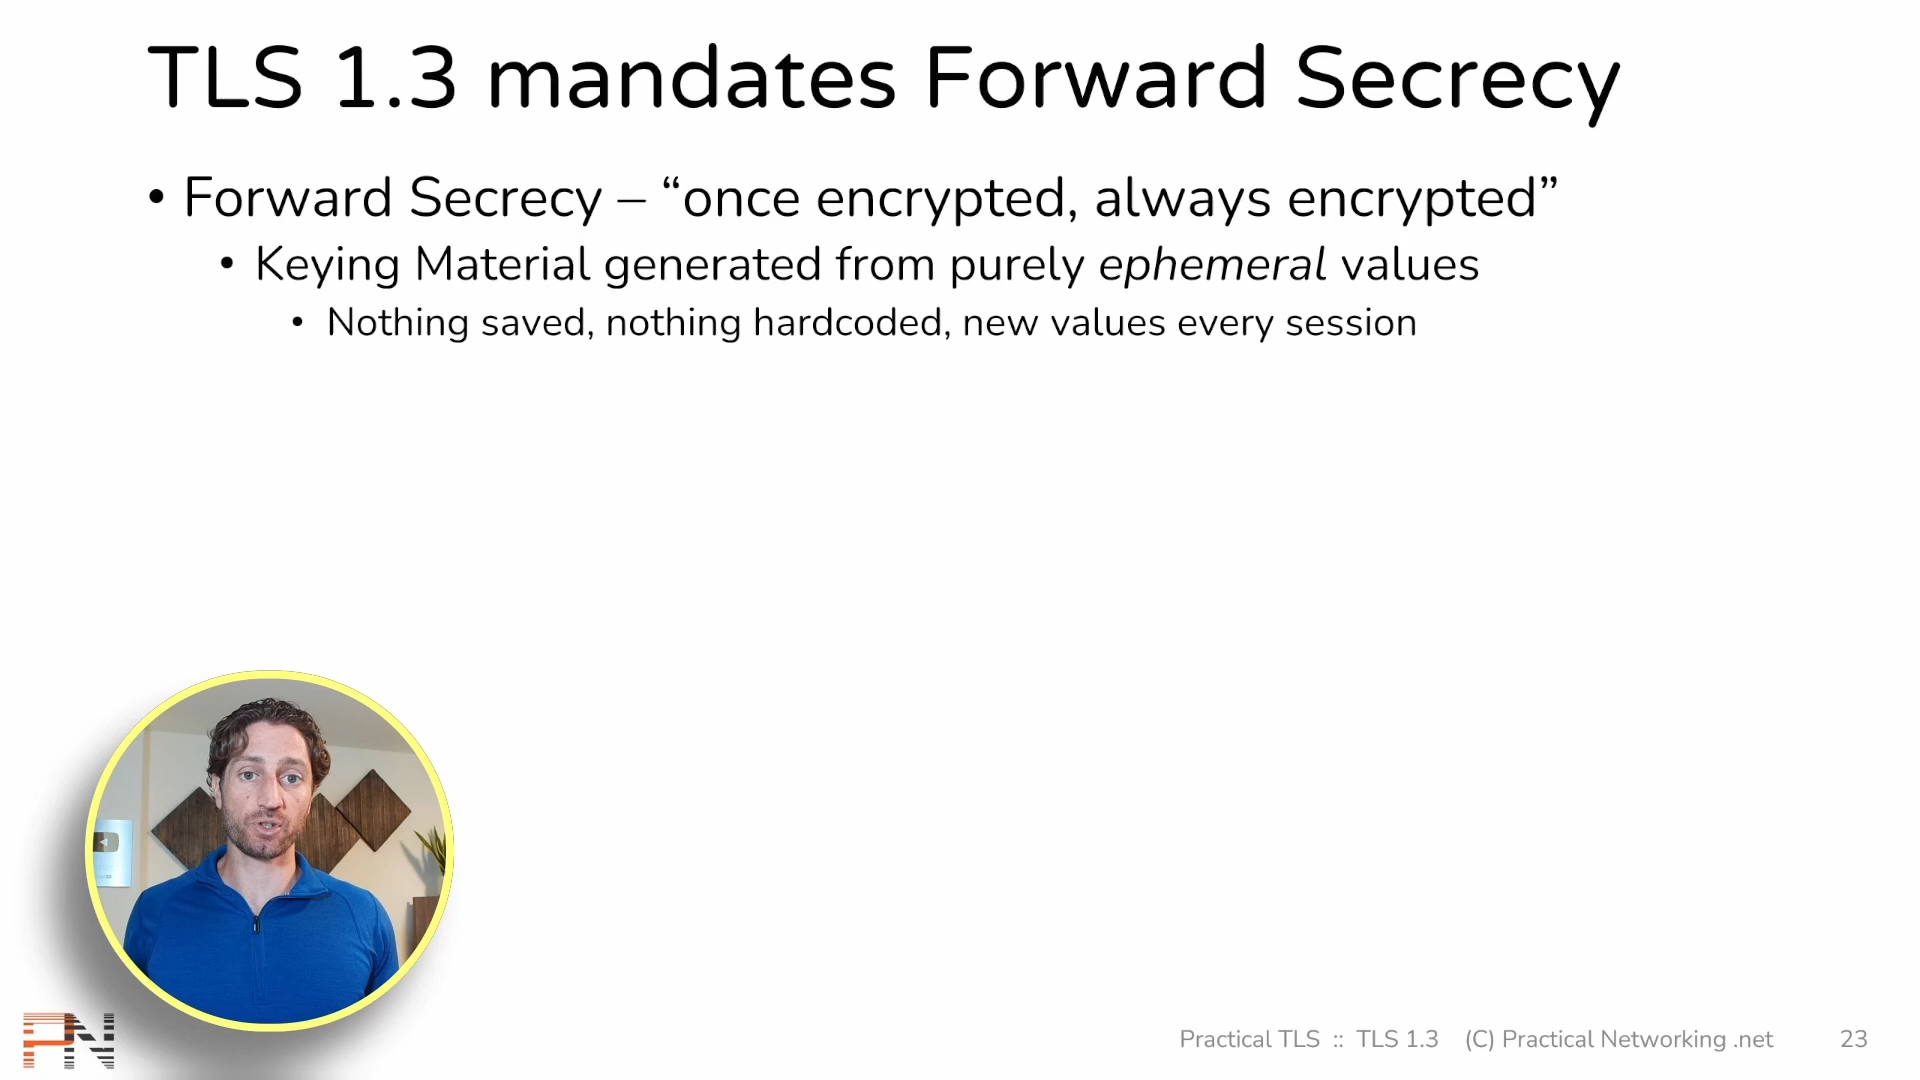 TLS 1.3 mandates Forward Secrecy
• Forward Secrecy – “once encrypted, always encrypted”
• Keying Material generated from purely ephemeral values
• Nothing saved, nothing hardcoded, new values every session
PN
Practical TLS :: TLS 1.3 (C) Practical Networking .net 23